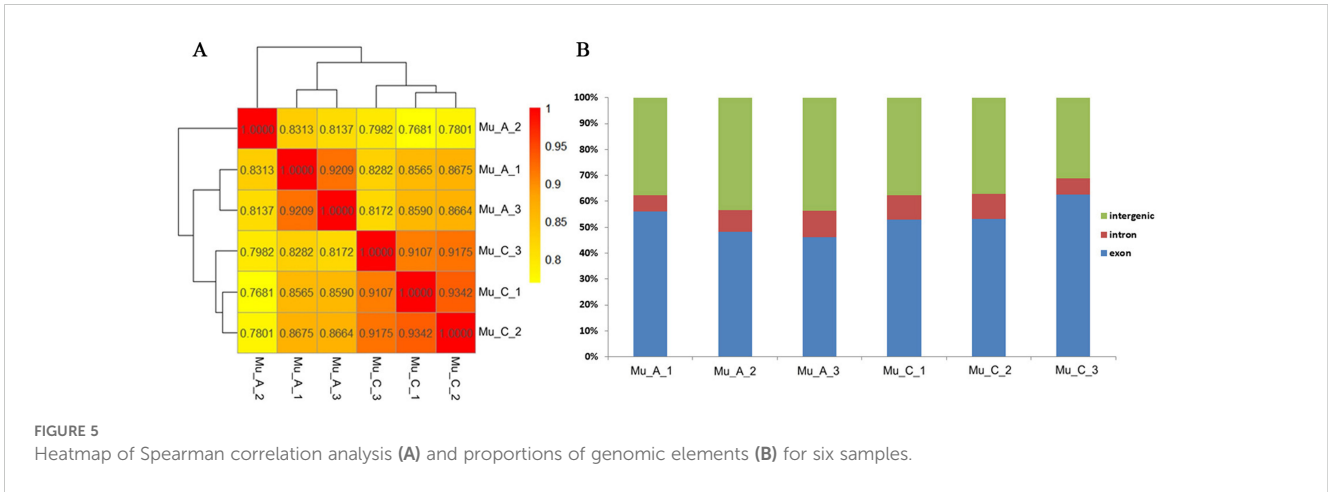 A
1.0000 0.8313 0.8137 0.7982 0.7681 0.7801 Mu_A_2
0.8313 1.0000 0.9209 0.8282 0.8565 0.8675 Mu_A_1
0.8137 0.9209 1.0000 0.8172 0.8590 0.8664 Mu_A_3
0.7982 0.8282 0.8172 1.0000 0.9107 0.9175 Mu_C_3
0.7681 0.8565 0.8590 0.9107 1.0000 0.9342 Mu_C_1
0.7801 0.8675 0.8664 0.9175 0.9342 1.0000 Mu_C_2
Mu_A_2 Mu_A_1 Mu_A_3 Mu_C_3 Mu_C_1 Mu_C_2
1
0.95
0.9
0.85
0.8
B
100%
90%
80%
70%
60%
50%
40%
30%
20%
10%
0%
Mu_A_1 Mu_A_2 Mu_A_3 Mu_C_1 Mu_C_2 Mu_C_3
intergenic
intron
exon
FIGURE 5
Heatmap of Spearman correlation analysis (A) and proportions of genomic elements (B) for six samples.